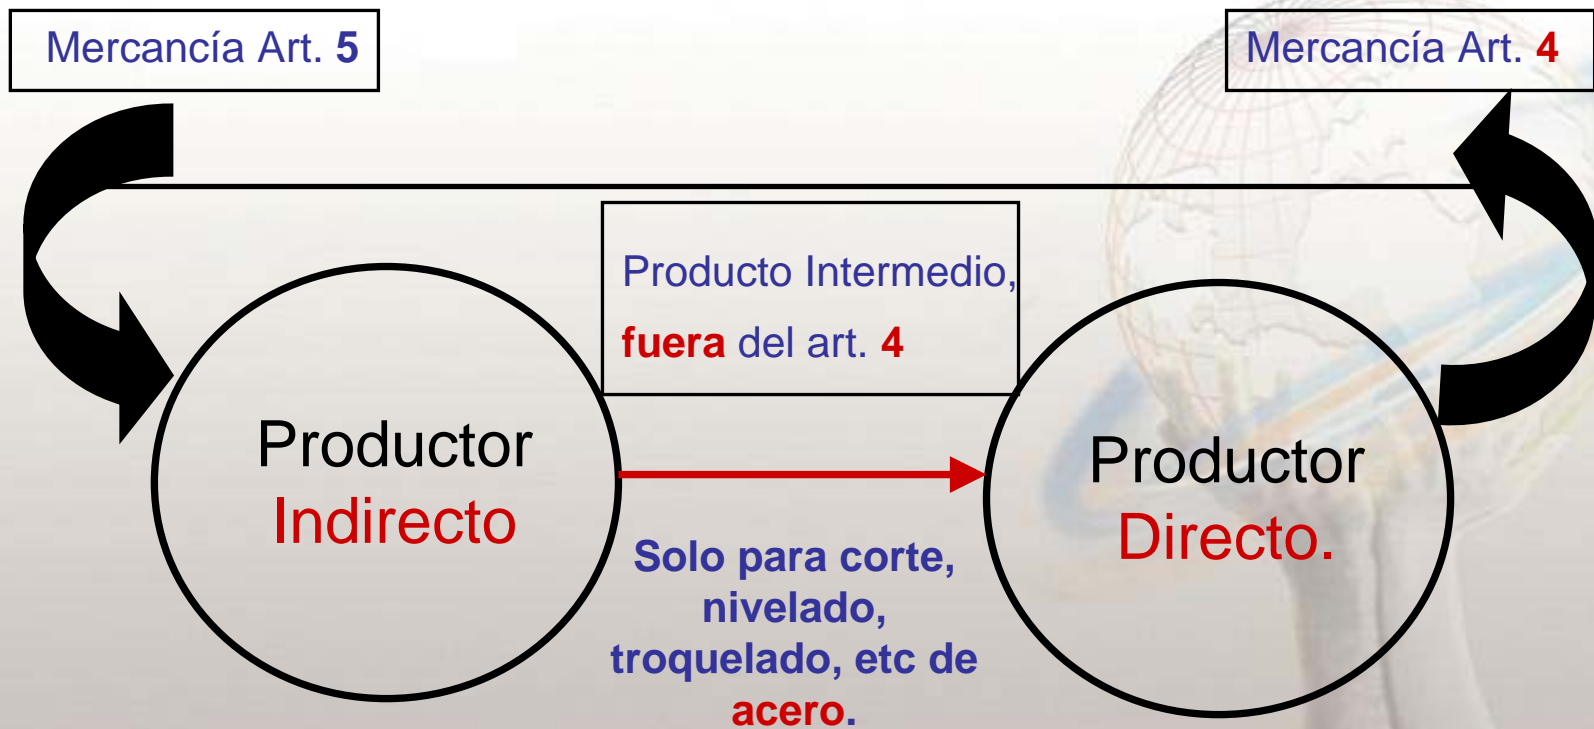 Mercancía Art. 5
Mercancía Art. 4
Producto Intermedio,
fuera del art. 4
Productor
Indirecto
Productor
Directo.
Solo para corte,
nivelado,
troquelado, etc de
acero.